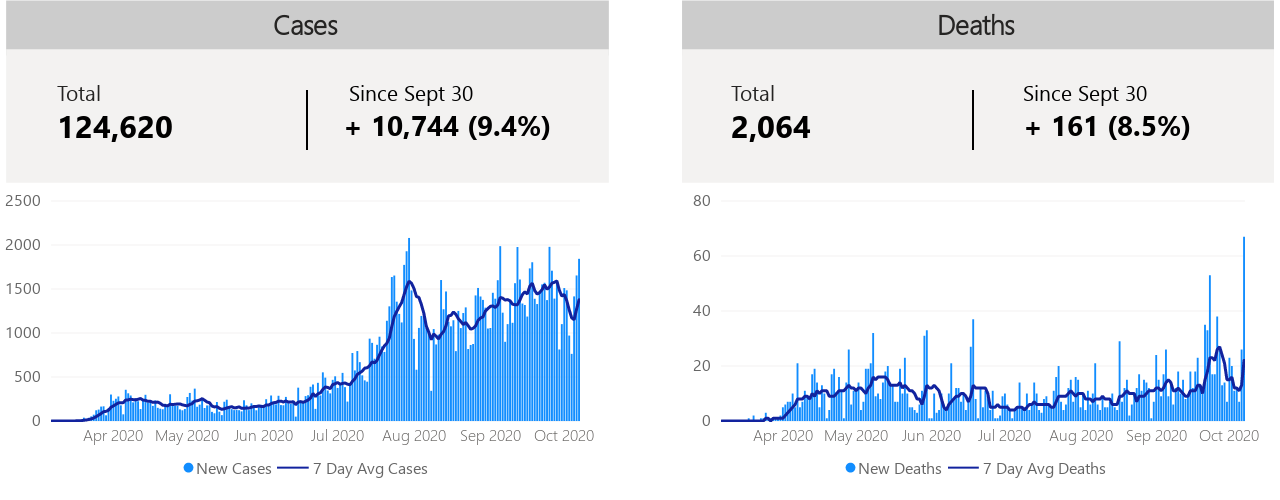 Cases
Total
124,620
Since Sept 30
+ 10,744 (9.4%)
2500
2000
1500
1000
500
0
Apr 2020 May 2020 Jun 2020 Jul 2020 Aug 2020 Sep 2020 Oct 2020
New Cases 7 Day Avg Cases
Deaths
Total
2,064
Since Sept 30
+ 161 (8.5%)
80
60
40
20
0
Apr 2020 May 2020 Jun 2020 Jul 2020 Aug 2020 Sep 2020 Oct 2020
New Deaths 7 Day Avg Deaths